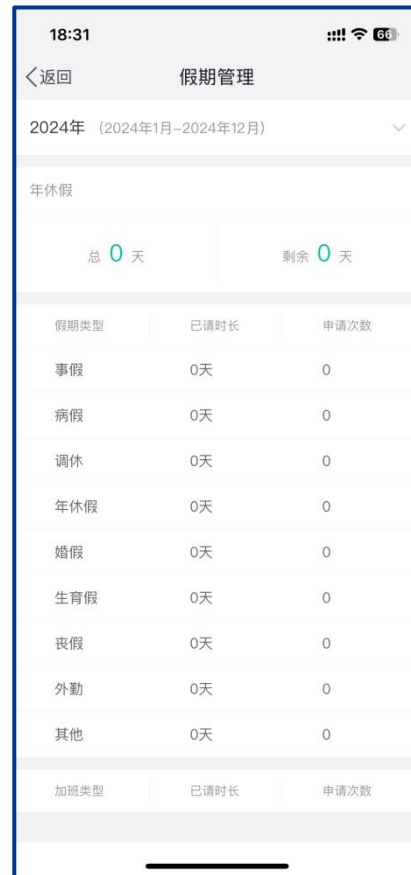 18:31 66
返回 假期管理
2024年 (2024年1月-2024年12月)
年休假
总 0 天 剩余 0 天
假期类型 已请时长 申请次数
事假 0天 0
病假 0天 0
调休 0天 0
年休假 0天 0
婚假 0天 0
生育假 0天 0
丧假 0天 0
外勤 0天 0
其他 0天 0
加班类型 已请时长 申请次数